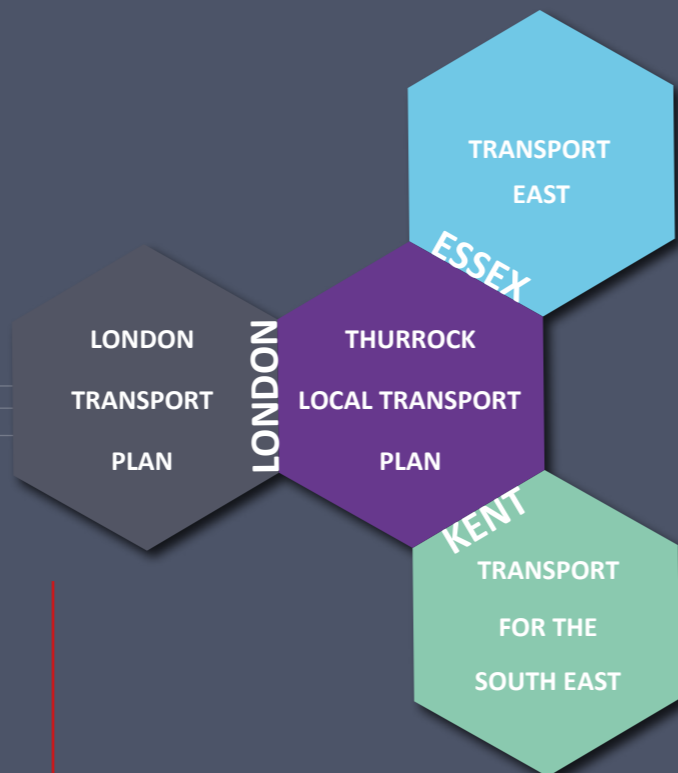 TRANSPORT
EAST
ESSEX
LONDON
TRANSPORT
PLAN
LONDON
THURROCK
LOCAL TRANSPORT
PLAN
KENT
TRANSPORT
FOR THE
SOUTH EAST